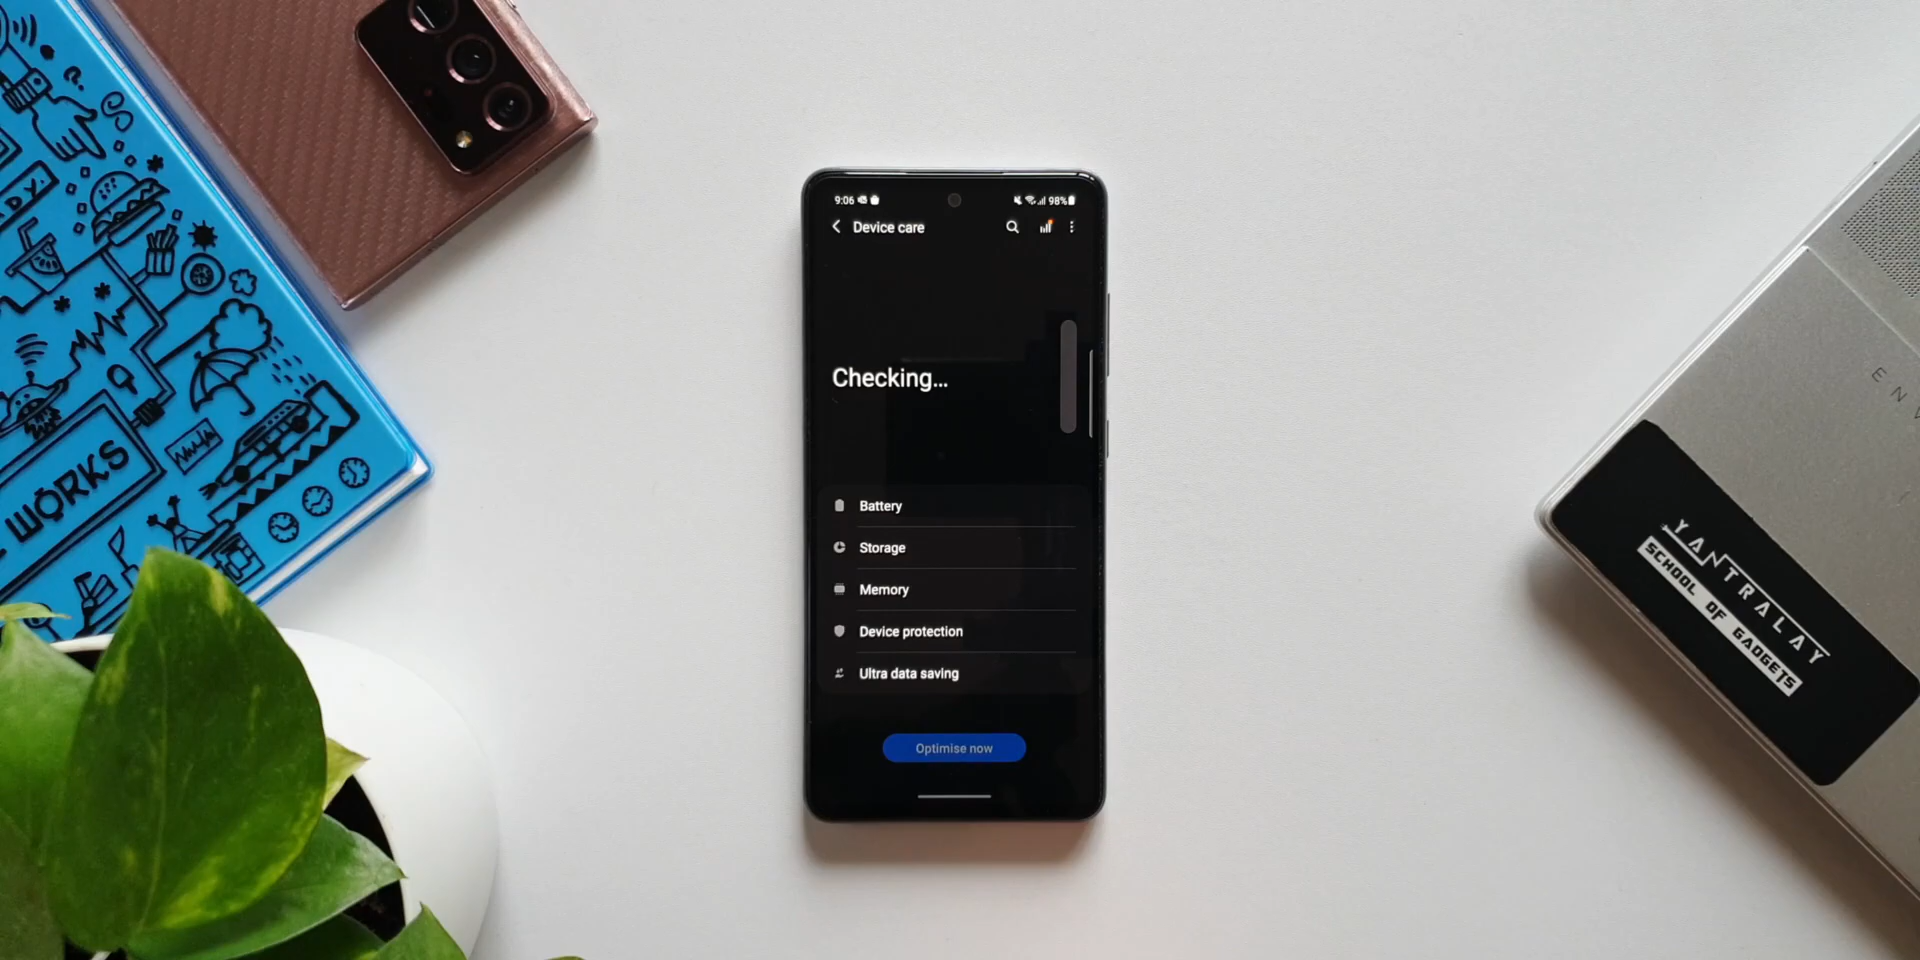 9:06
98%
Device care
Checking...
Battery
Storage
Memory
Device protection
Ultra data saving
Optimise now
WORKS
ENV
YANTRALAY
SCHOOL OF GADGETS